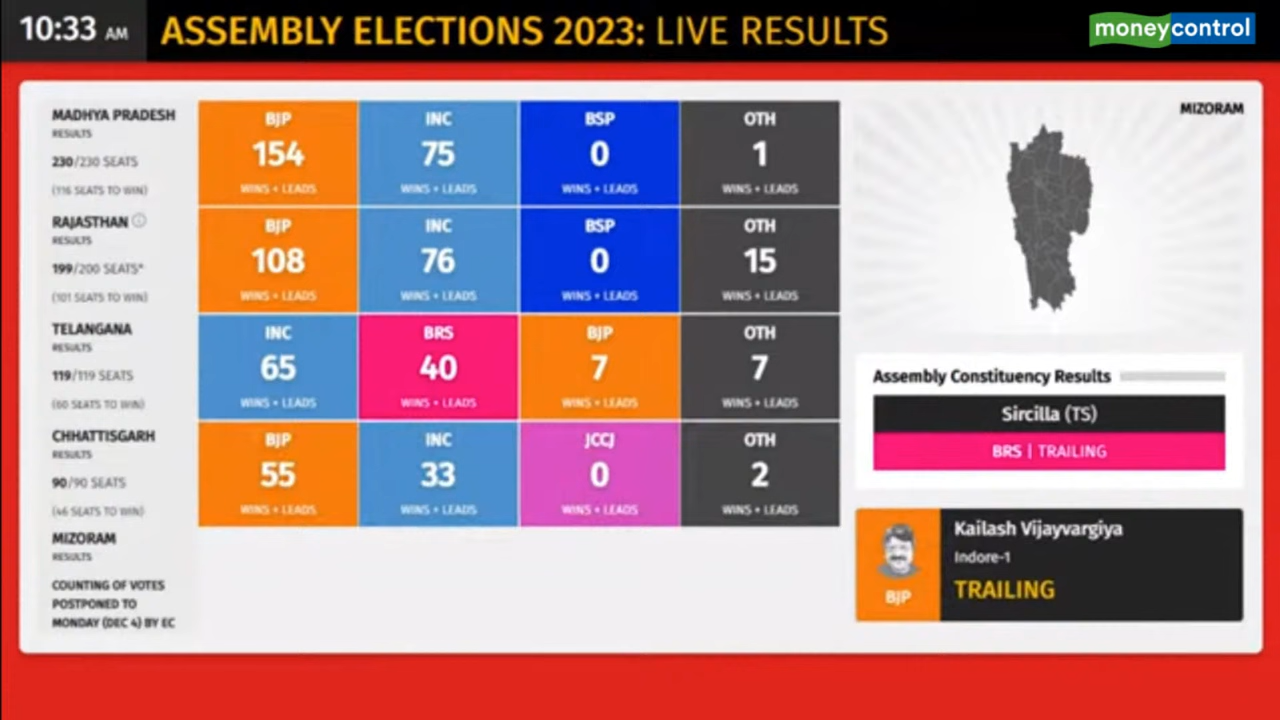 10:33 AM
ASSEMBLY ELECTIONS 2023: LIVE RESULTS
moneycontrol
MADHYA PRADESH
RESULTS
230/230 SEATS
(116 SEATS TO WIN)
BJP
154
WINS + LEADS
INC
75
WINS + LEADS
BSP
0
WINS + LEADS
OTH
1
WINS + LEADS
RAJASTHAN
RESULTS
199/200 SEATS*
(101 SEATS TO WIN)
BJP
108
WINS + LEADS
INC
76
WINS + LEADS
BSP
0
WINS + LEADS
OTH
15
WINS + LEADS
TELANGANA
RESULTS
119/119 SEATS
(60 SEATS TO WIN)
INC
65
WINS + LEADS
BRS
40
WINS + LEADS
BJP
7
WINS + LEADS
OTH
7
WINS + LEADS
CHHATTISGARH
RESULTS
90/90 SEATS
(46 SEATS TO WIN)
BJP
55
WINS + LEADS
INC
33
WINS + LEADS
JCCJ
0
WINS + LEADS
OTH
2
WINS + LEADS
MIZORAM
RESULTS
COUNTING OF VOTES
POSTPONED TO
MONDAY (DEC 4) BY EC
MIZORAM
Assembly Constituency Results
Sircilla (TS)
BRS | TRAILING
BJP
Kailash Vijayvargiya
Indore-1
TRAILING